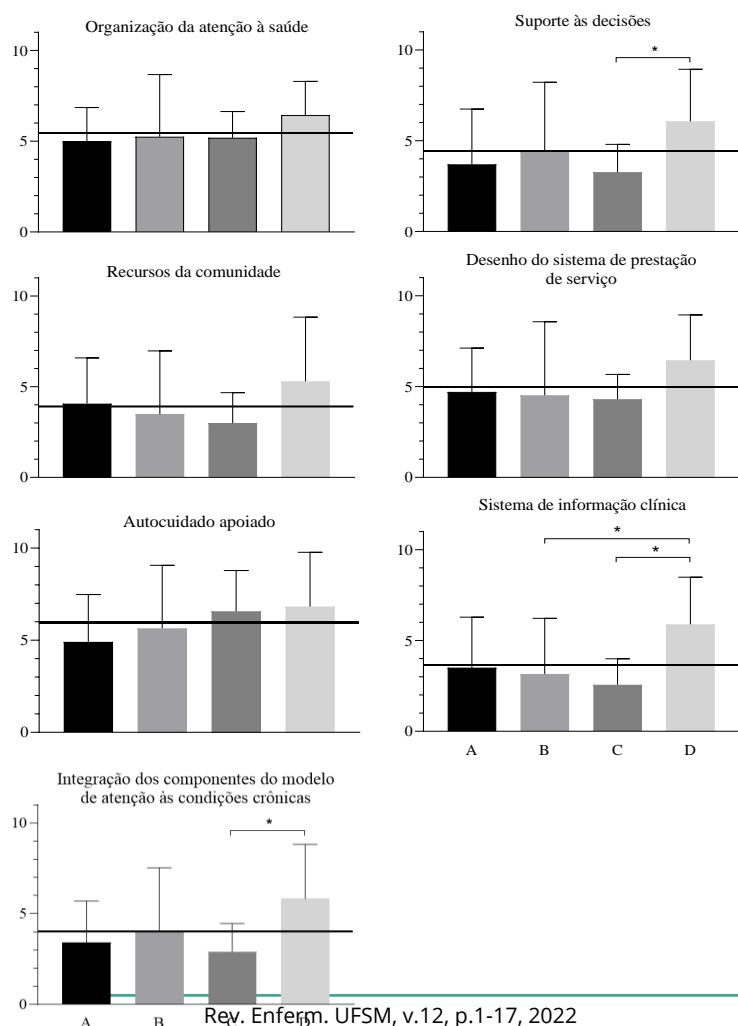 Organização da atenção à saúde
10
5
0
Suporte às decisões
10
*
5
0
Recursos da comunidade
10
5
0
Desenho do sistema de prestação
de serviço
10
5
0
Autocuidado apoiado
10
5
0
Sistema de informação clínica
*
10
*
5
0
A B C D
Integração dos componentes do modelo
de atenção às condições crônicas
10
*
5
0
A B C D
Rev. Enferm. UFSM, v.12, p.1-17, 2022